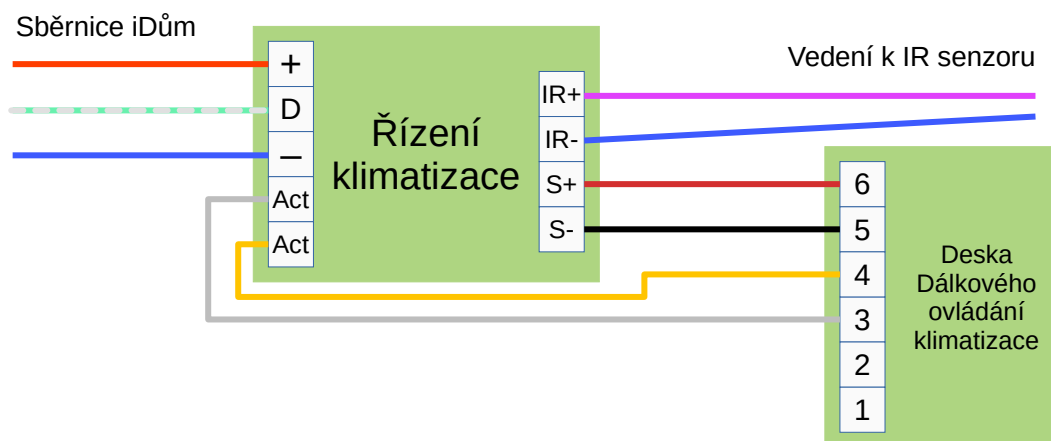 Sběrnice iDům
+
D
−
Act
Act
Řízení
klimatizace
IR+
IR-
S+
S-
Vedení k IR senzoru
6
5
4
3
2
1
Deska
Dálkového
ovládání
klimatizace